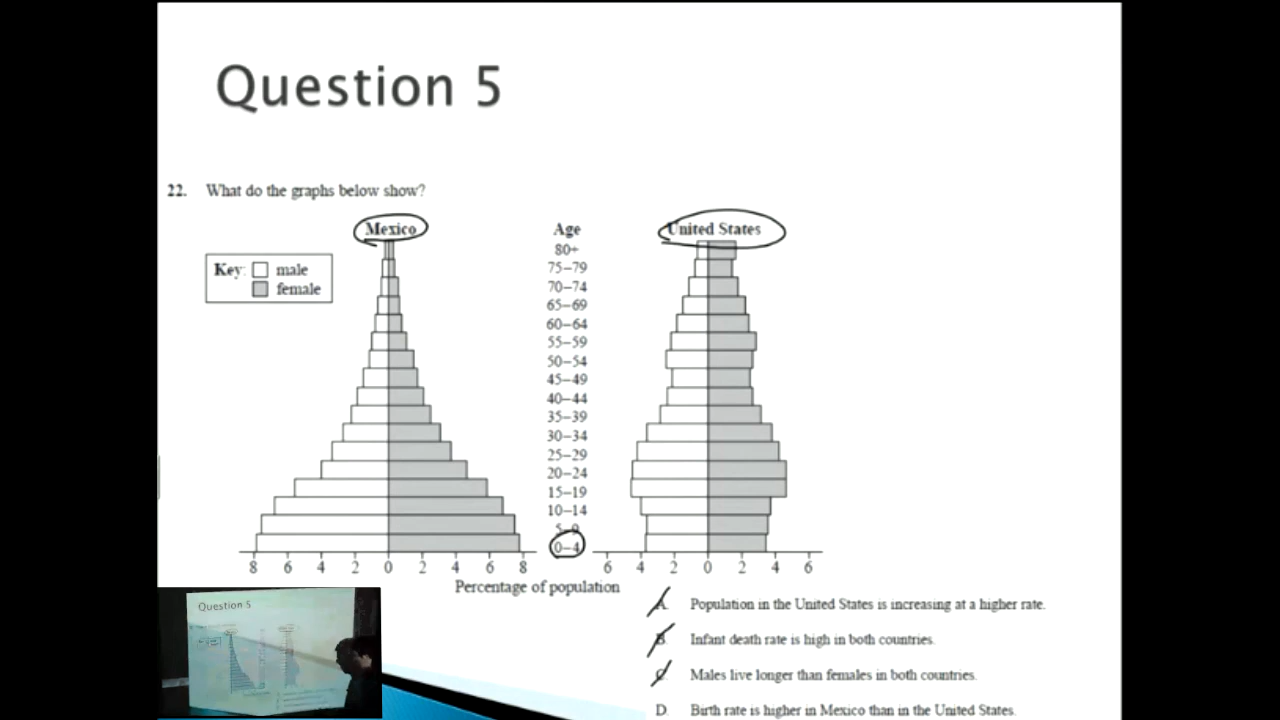 Question 5
22. What do the graphs below show?
Mexico
Age
United States
Key:
male
female
80+
75–79
70–74
65–69
60–64
55–59
50–54
45–49
40–44
35–39
30–34
25–29
20–24
15–19
10–14
5–9
0–4
8 6 4 2 0 2 4 6 8
6 4 2 0 2 4 6
Percentage of population
A. Population in the United States is increasing at a higher rate.
B. Infant death rate is high in both countries.
C. Males live longer than females in both countries.
D. Birth rate is higher in Mexico than in the United States.
Question 5